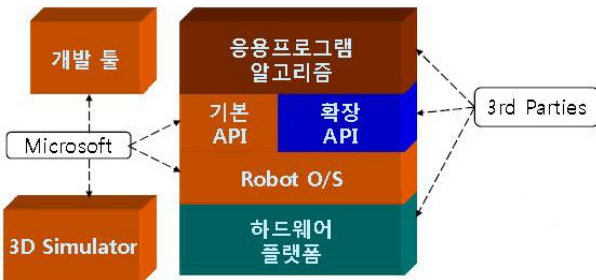 개발 툴
응용프로그램
알고리즘
기본
API
확장
API
3rd Parties
Microsoft
Robot O/S
3D Simulator
하드웨어
플랫폼